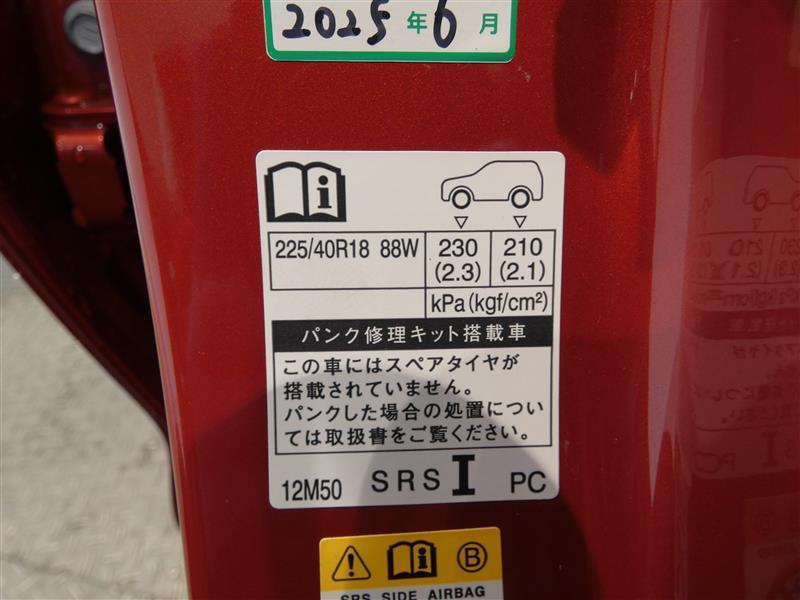 2025年6月
225/40R18 88W 230 (2.3) 210 (2.1)
kPa(kgf/cm²)
パンク修理キット搭載車
この車にはスペアタイヤが
搭載されていません。
パンクした場合の処置につい
ては取扱書をご覧ください。
12M50 SRS I PC
B
SRS SIDE AIRBAG